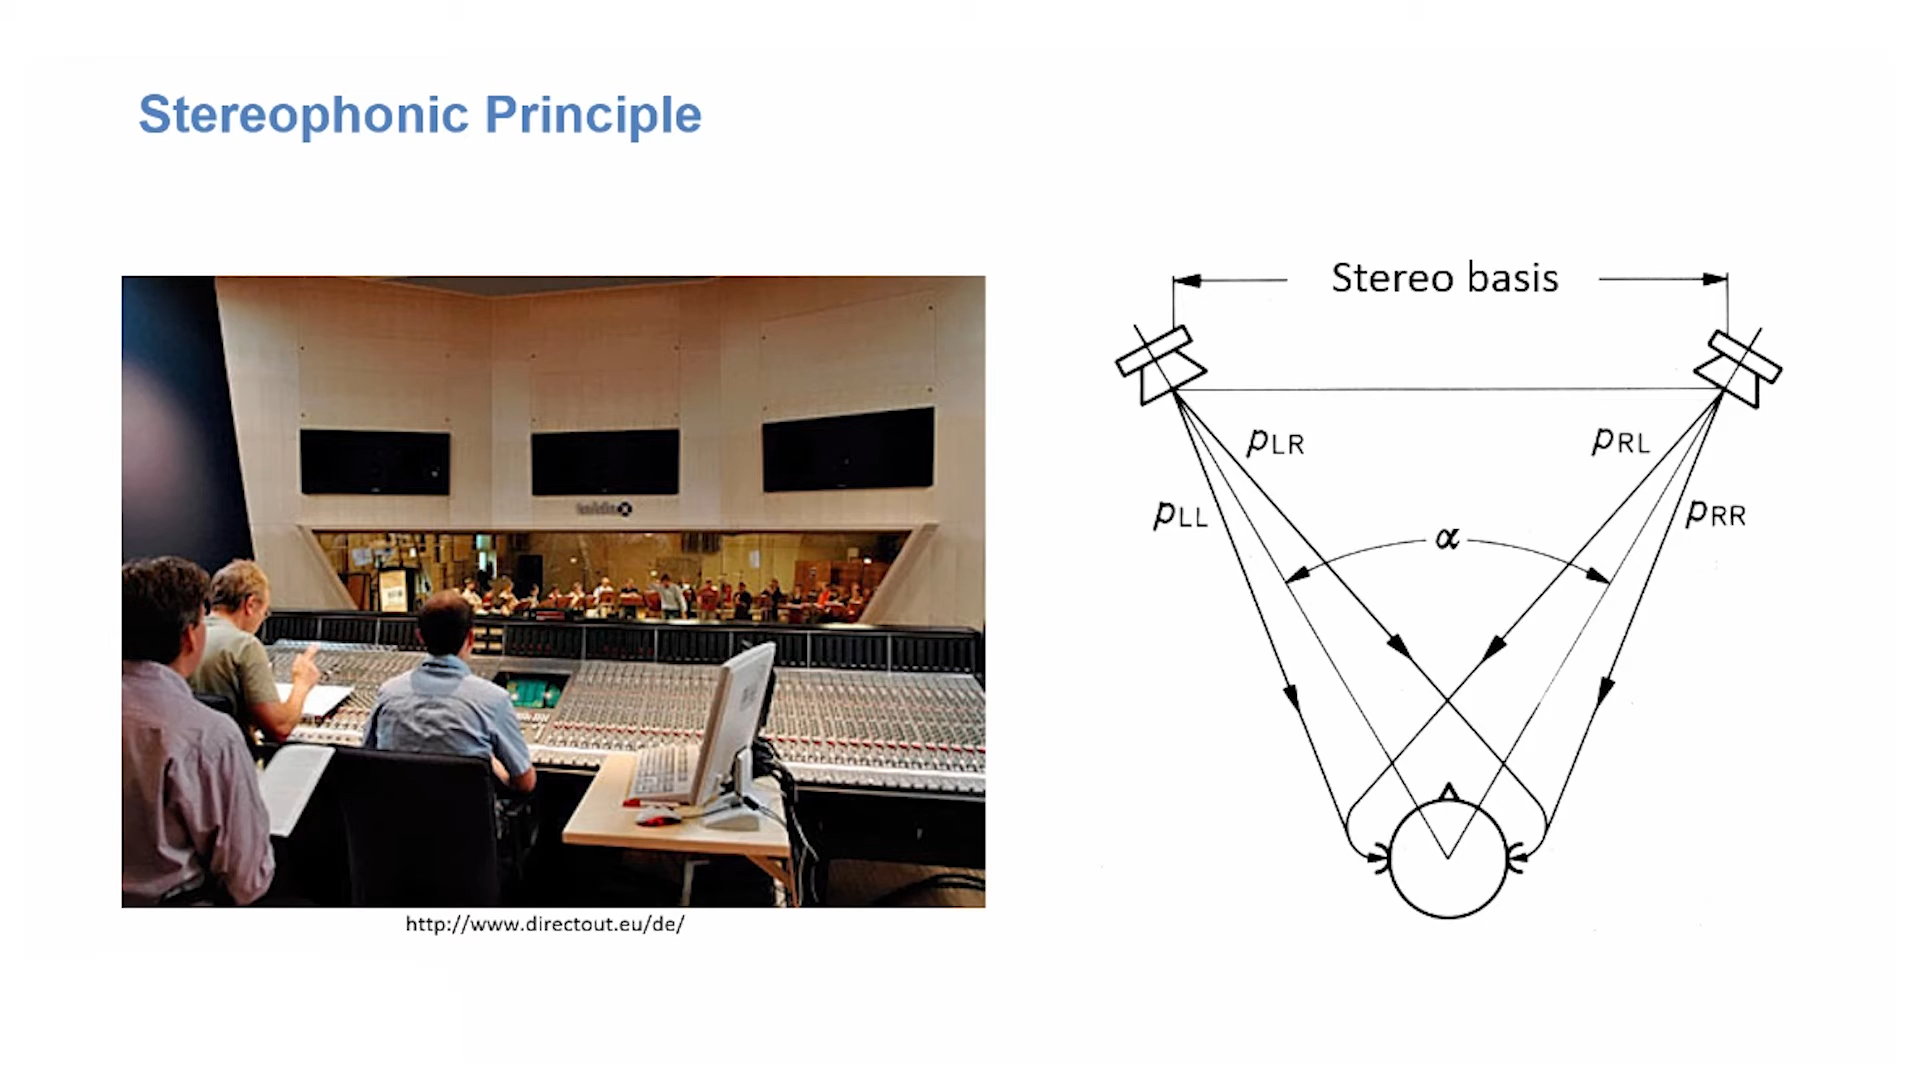 Stereophonic Principle
Stereo basis
pLR
pRL
pLL
pRR
α
http://www.directout.eu/de/